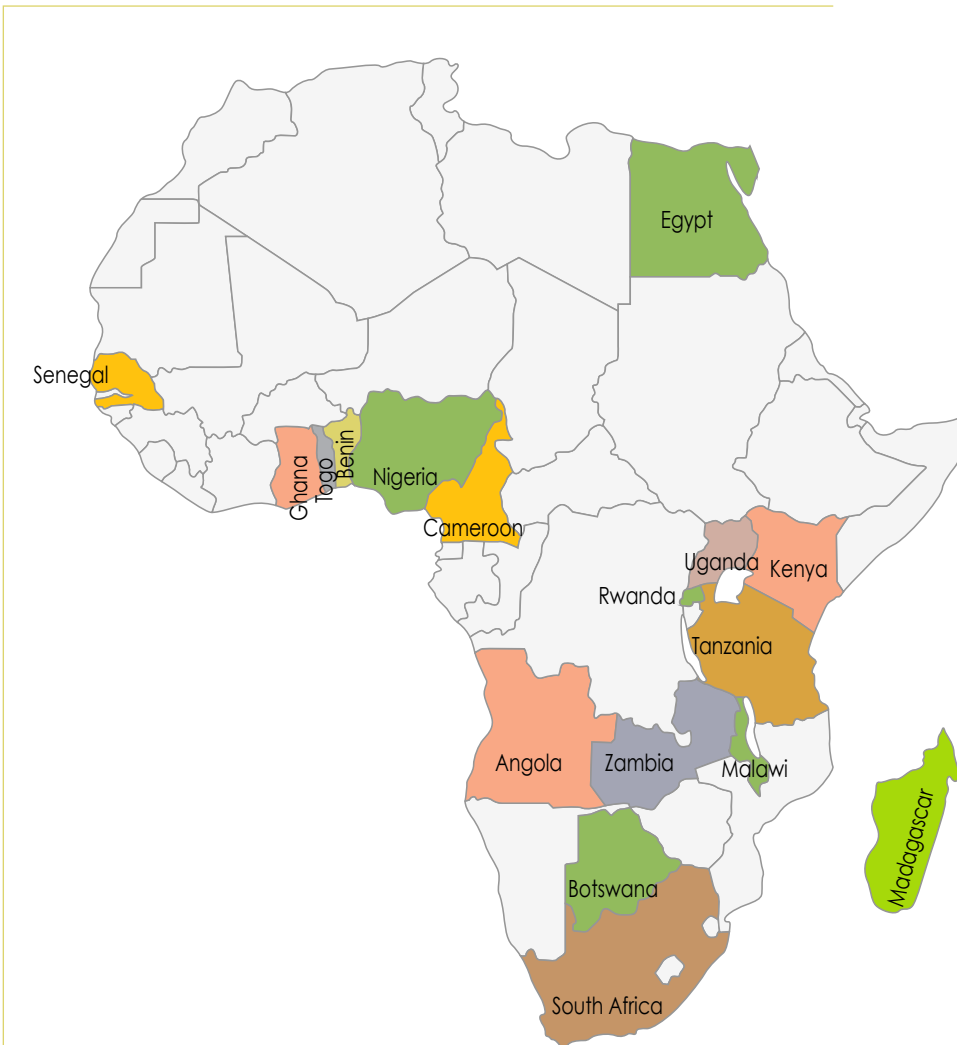 Egypt
Senegal
Ghana
Togo
Benin
Nigeria
Cameroon
Uganda
Kenya
Rwanda
Tanzania
Angola
Zambia
Malawi
Madagascar
Botswana
South Africa